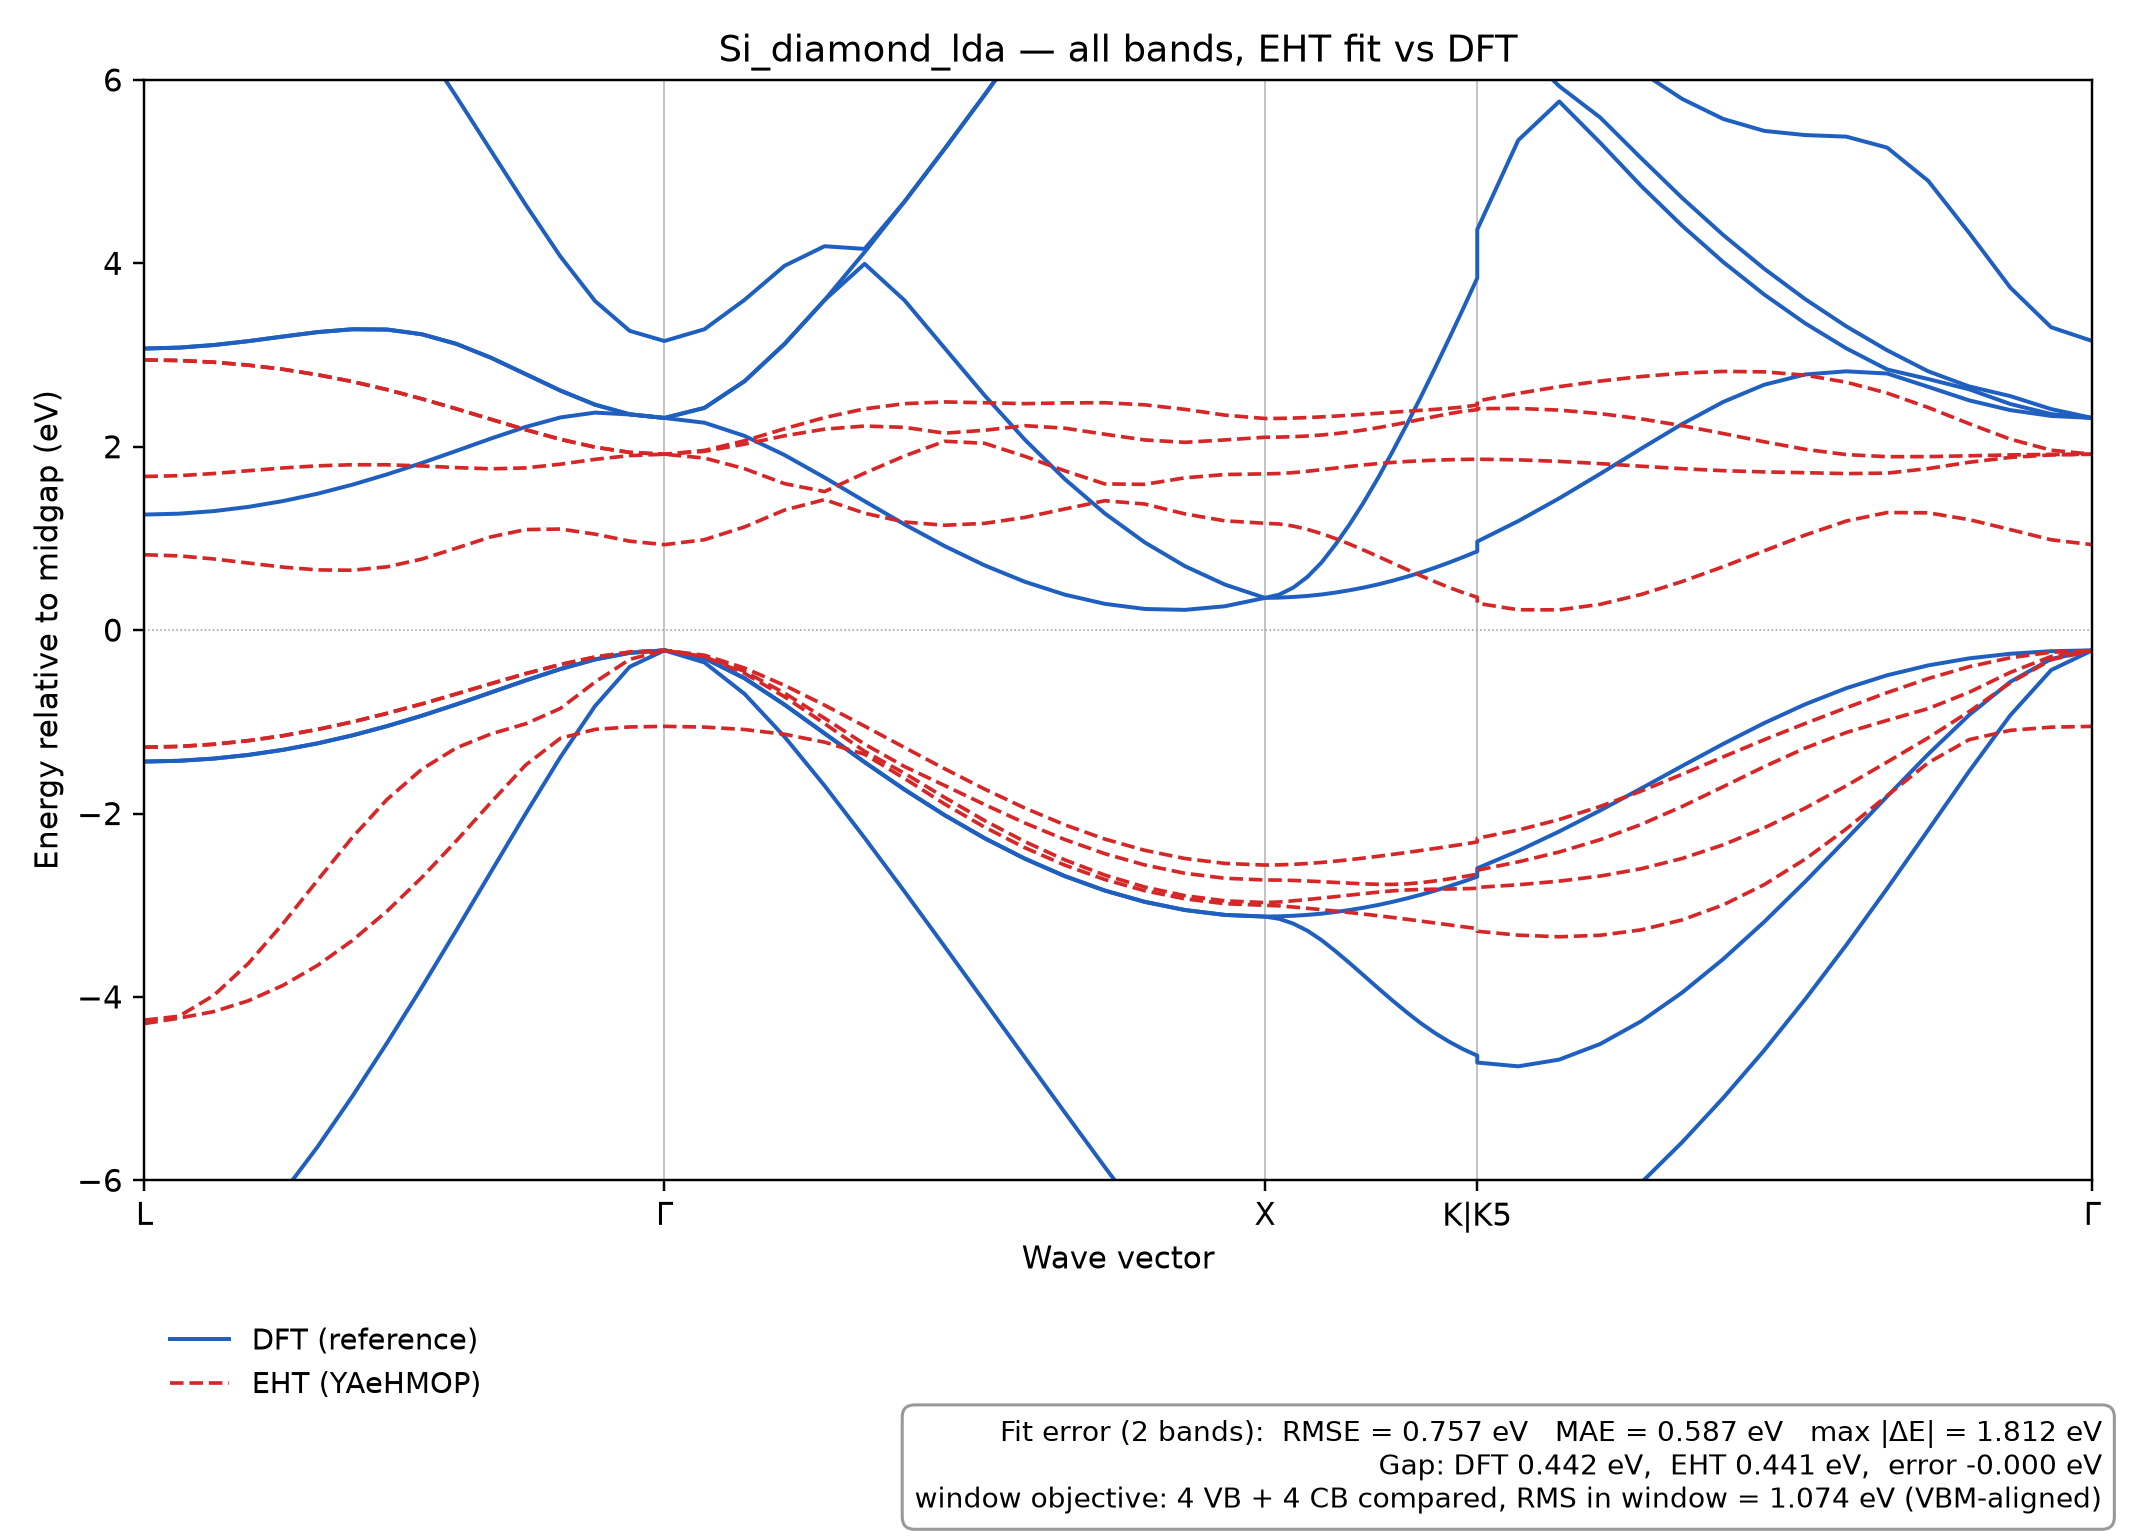 Si_diamond_lda — all bands, EHT fit vs DFT
Energy relative to midgap (eV)
6
4
2
0
−2
−4
−6
L Γ X K|K5 Γ
Wave vector
DFT (reference)
EHT (YAeHMOP)
Fit error (2 bands): RMSE = 0.757 eV MAE = 0.587 eV max |ΔE| = 1.812 eV
Gap: DFT 0.442 eV, EHT 0.441 eV, error -0.000 eV
window objective: 4 VB + 4 CB compared, RMS in window = 1.074 eV (VBM-aligned)